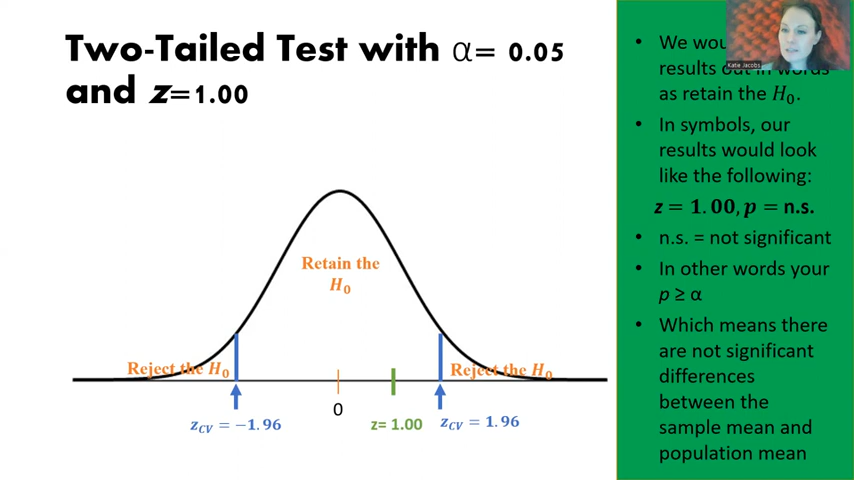 Two-Tailed Test with α= 0.05
and z=1.00
Retain the
H₀
Reject the H₀
Reject the H₀
0
z_CV = −1.96
z= 1.00
z_CV = 1.96
Katie Jacobs
• We
results out in words
as retain the H₀.
• In symbols, our
results would look
like the following:
z = 1.00, p = n.s.
• n.s. = not significant
• In other words your
p ≥ α
• Which means there
are not significant
differences
between the
sample mean and
population mean